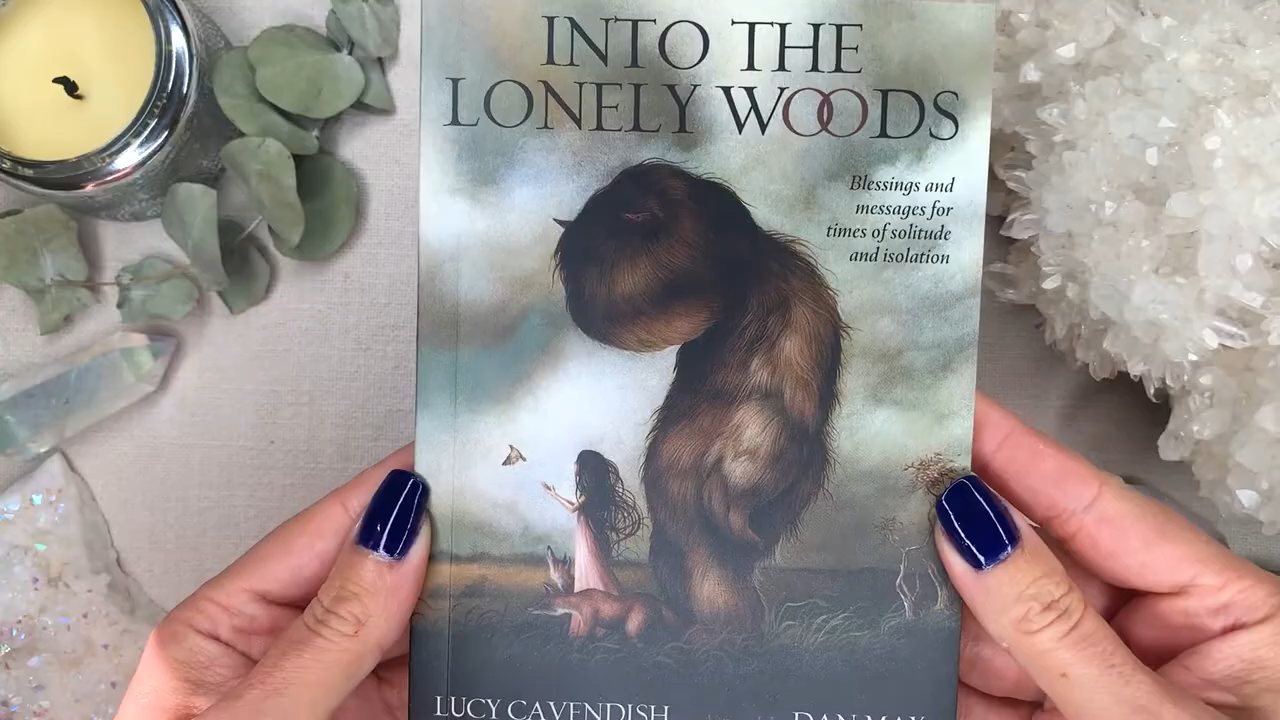 INTO THE
LONELY WOODS
Blessings and
messages for
times of solitude
and isolation
LUCY CAVENDISH
DAN MAY